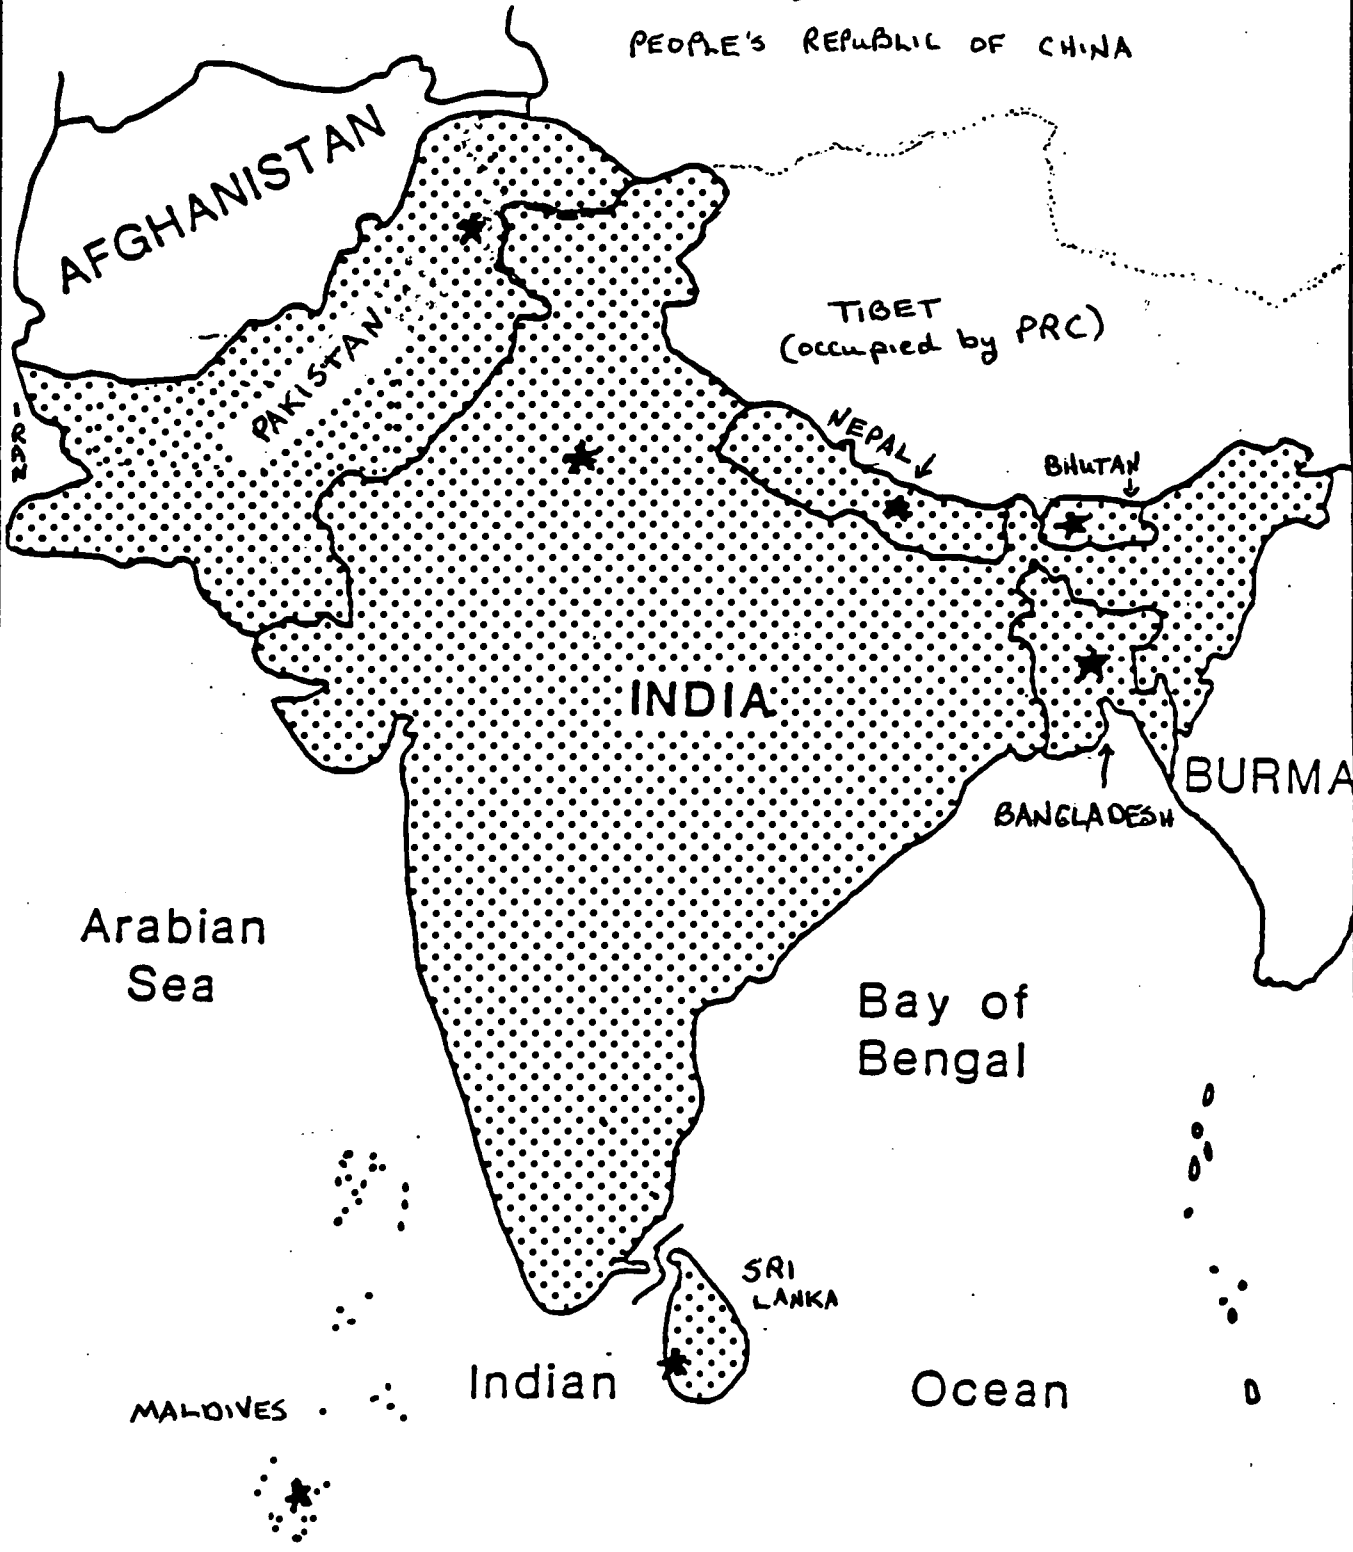 PEOPLE'S REPUBLIC OF CHINA
AFGHANISTAN
TIBET
(occupied by PRC)
PAKISTAN
IRAN
NEPAL
BHUTAN
INDIA
BURMA
BANGLADESH
Arabian
Sea
Bay of
Bengal
SRI
LANKA
Indian Ocean
MALDIVES